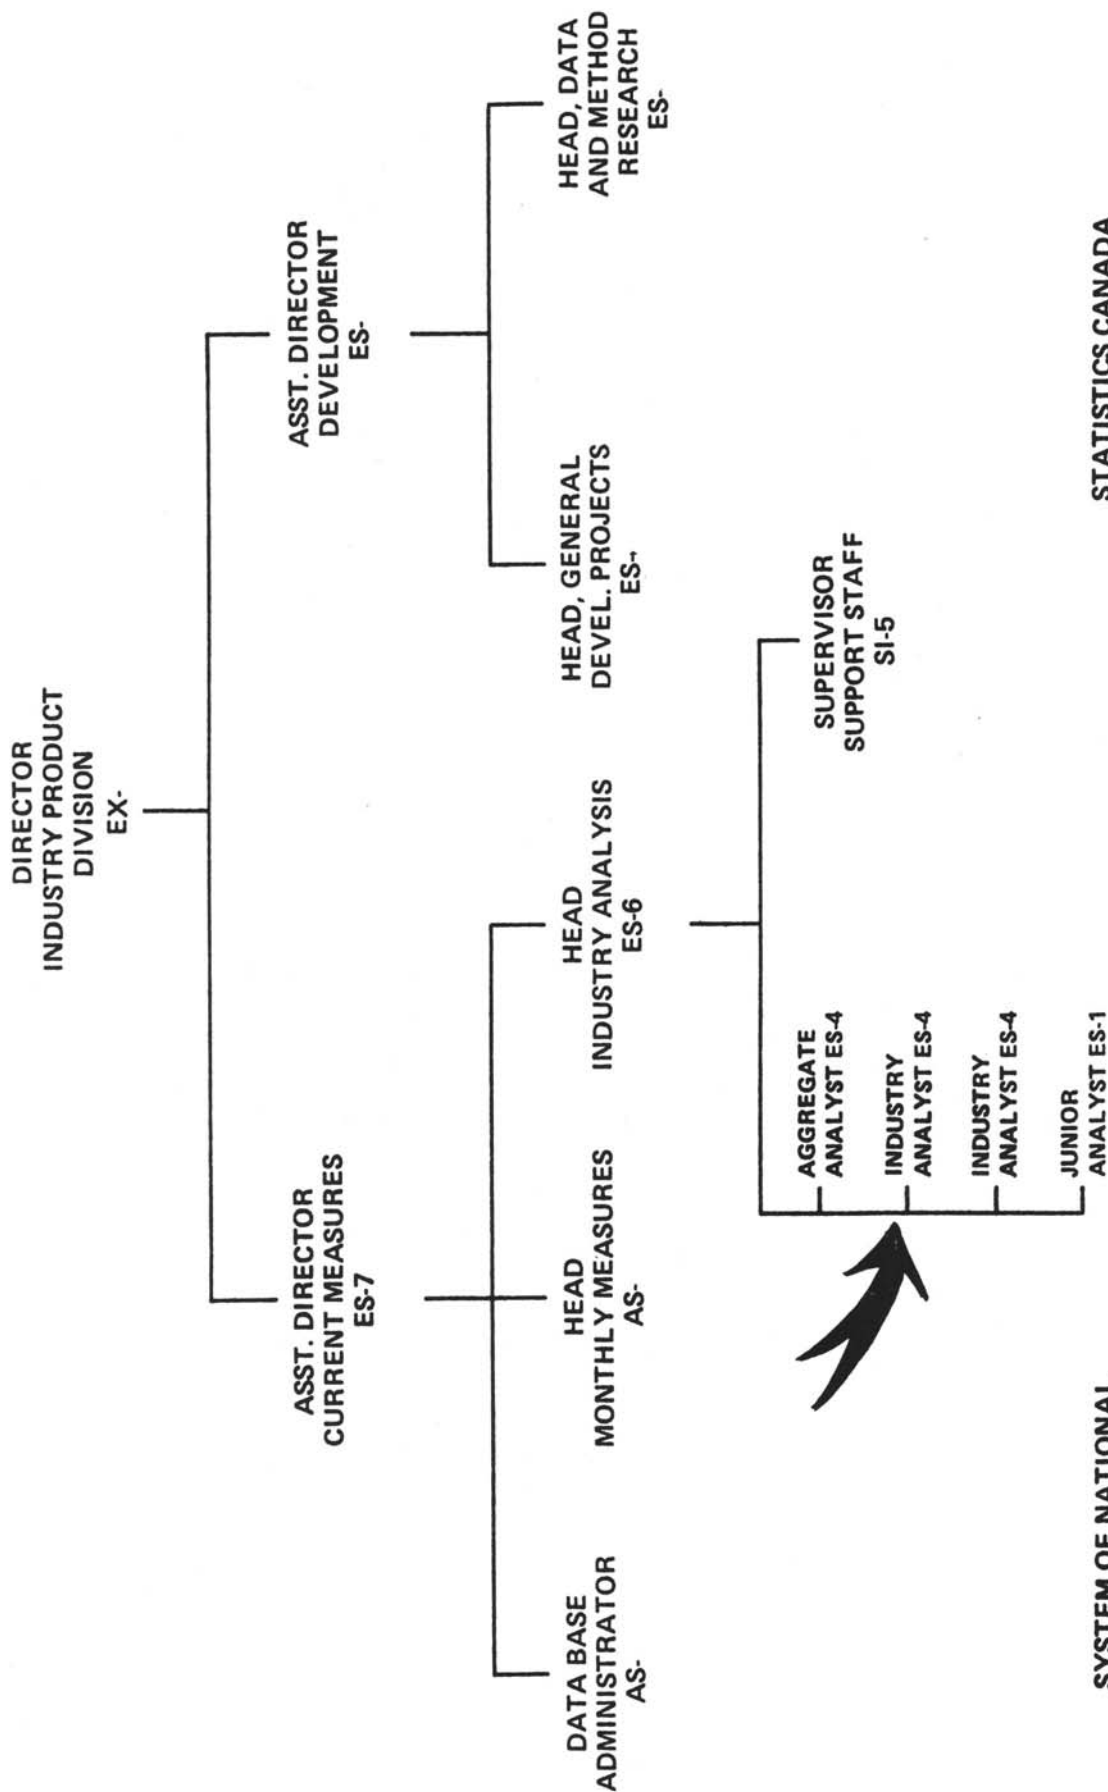 DIRECTOR
INDUSTRY PRODUCT
DIVISION
EX-
ASST. DIRECTOR
CURRENT MEASURES
ES-7
ASST. DIRECTOR
DEVELOPMENT
ES-
DATA BASE
ADMINISTRATOR
AS-
HEAD
MONTHLY MEASURES
AS-
HEAD
INDUSTRY ANALYSIS
ES-6
HEAD, GENERAL
DEVEL. PROJECTS
ES-
HEAD, DATA
AND METHOD
RESEARCH
ES-
AGGREGATE
ANALYST ES-4
INDUSTRY
ANALYST ES-4
INDUSTRY
ANALYST ES-4
JUNIOR
ANALYST ES-1
SUPERVISOR
SUPPORT STAFF
SI-5
SYSTEM OF NATIONAL
STATISTICS CANADA